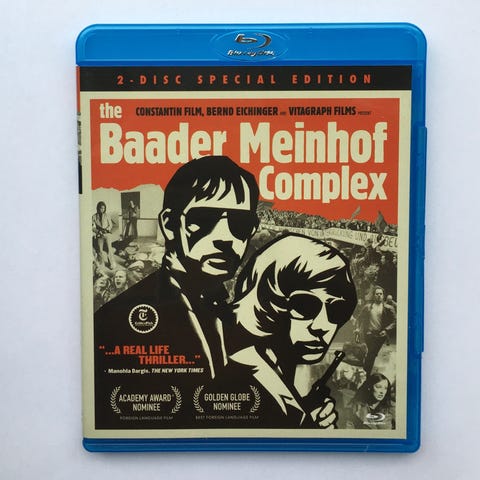 Blu-ray Disc
2-DISC SPECIAL EDITION
CONSTANTIN FILM, BERND EICHINGER AND VITAGRAPH FILMS PRESENT
the
Baader Meinhof
Complex
T
"...A REAL LIFE
THRILLER..."
- Manohla Dargis, THE NEW YORK TIMES
ACADEMY AWARD
NOMINEE
FOREIGN LANGUAGE FILM
GOLDEN GLOBE
NOMINEE
BEST FOREIGN LANGUAGE FILM